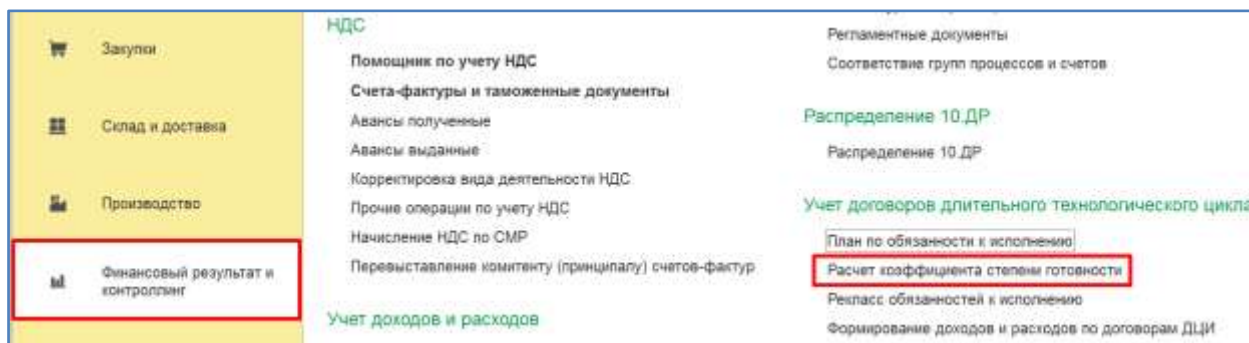 Закупки
Склад и доставка
Производство
Финансовый результат и
контроллинг
НДС
Помощник по учету НДС
Счета-фактуры и таможенные документы
Авансы полученные
Авансы выданные
Корректировка вида деятельности НДС
Прочие операции по учету НДС
Начисление НДС по СМР
Перевыставление комитенту (принципалу) счетов-фактур
Учет доходов и расходов
Регламентные документы
Соответствие групп процессов и счетов
Распределение 10.ДР
Распределение 10.ДР
Учет договоров длительного технологического цикла
План по обязанности к исполнению
Расчет коэффициента степени готовности
Рекласс обязанностей к исполнению
Формирование доходов и расходов по договорам ДЦИ